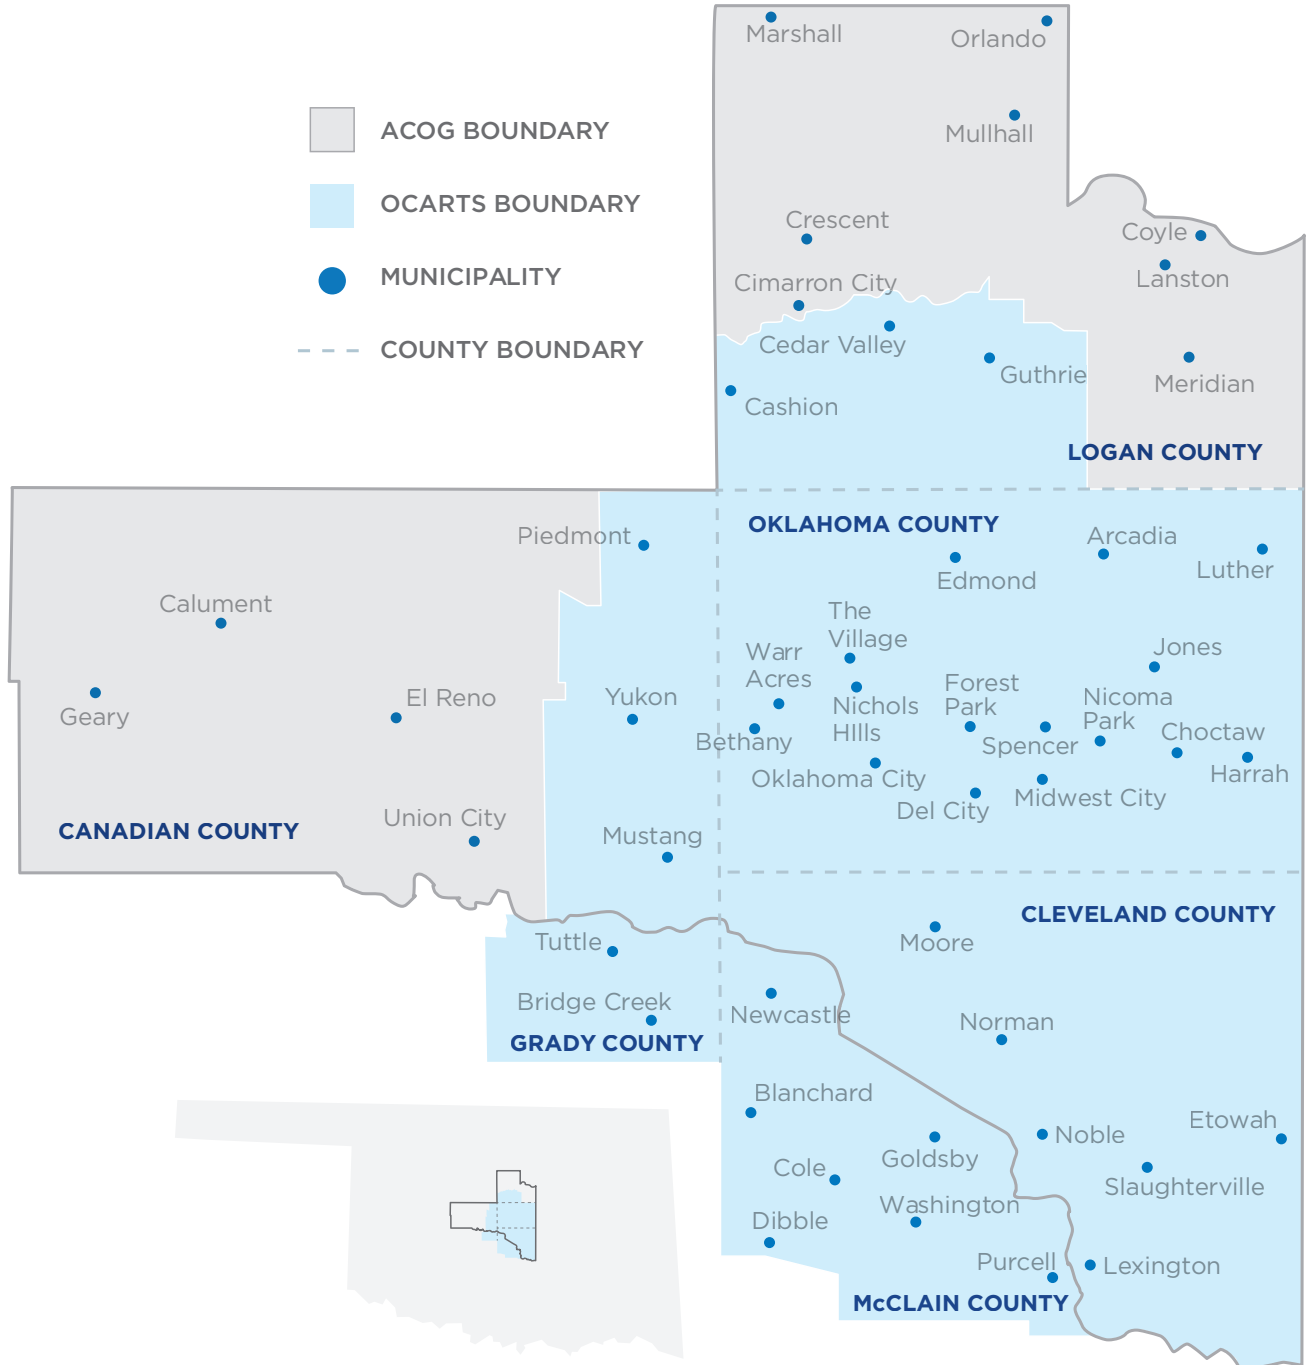 Marshall
Orlando
ACOG BOUNDARY
Mullhall
OCARTS BOUNDARY
Crescent
Coyle
MUNICIPALITY
Cimarron City
Lanston
COUNTY BOUNDARY
Cedar Valley
Guthrie
Meridian
Cashion
LOGAN COUNTY
Piedmont
OKLAHOMA COUNTY
Arcadia
Edmond
Luther
Calument
The
Village
Warr
Acres
Jones
Geary
El Reno
Yukon
Nichols
HIlls
Forest
Park
Nicoma
Park
Bethany
Spencer
Choctaw
Oklahoma City
Harrah
Del City
Midwest City
CANADIAN COUNTY
Union City
Mustang
CLEVELAND COUNTY
Tuttle
Moore
Bridge Creek
Newcastle
Norman
GRADY COUNTY
Blanchard
Noble
Etowah
Goldsby
Cole
Slaughterville
Washington
Dibble
Purcell
Lexington
McCLAIN COUNTY